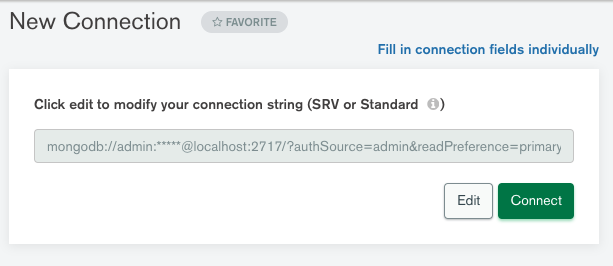 New Connection
FAVORITE
Fill in connection fields individually
Click edit to modify your connection string (SRV or Standard i)
mongodb://admin:*****@localhost:2717/?authSource=admin&readPreference=primary
Edit
Connect